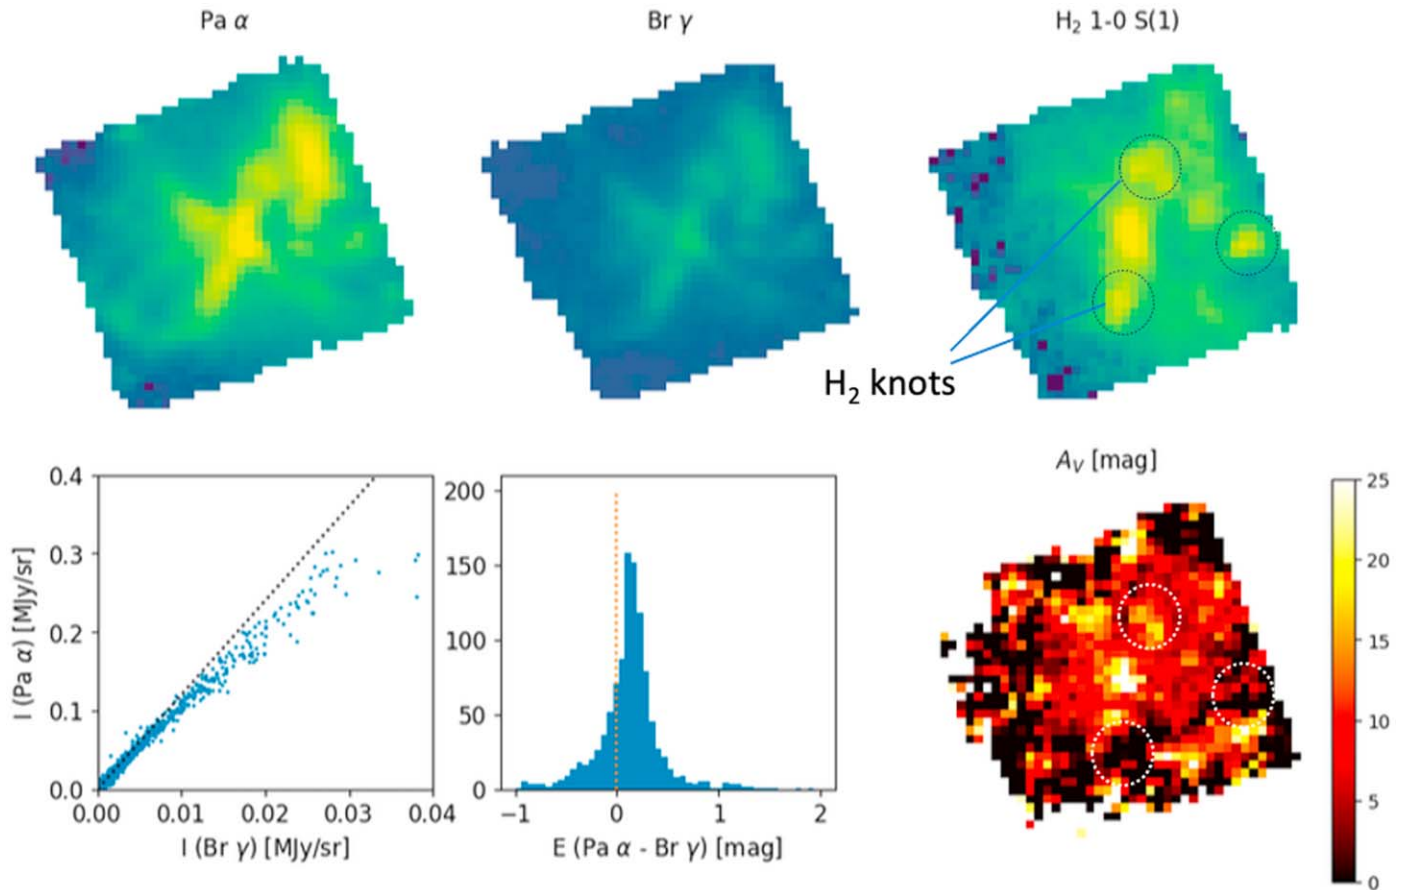 Pa α
Br γ
H₂ 1-0 S(1)
H₂ knots
0.4
0.3
0.2
0.1
0.0
I (Pa α) [MJy/sr]
0.00 0.01 0.02 0.03 0.04
I (Br γ) [MJy/sr]
200
150
100
50
0
−1 0 1 2
E (Pa α - Br γ) [mag]
A_V [mag]
25
20
15
10
5
0